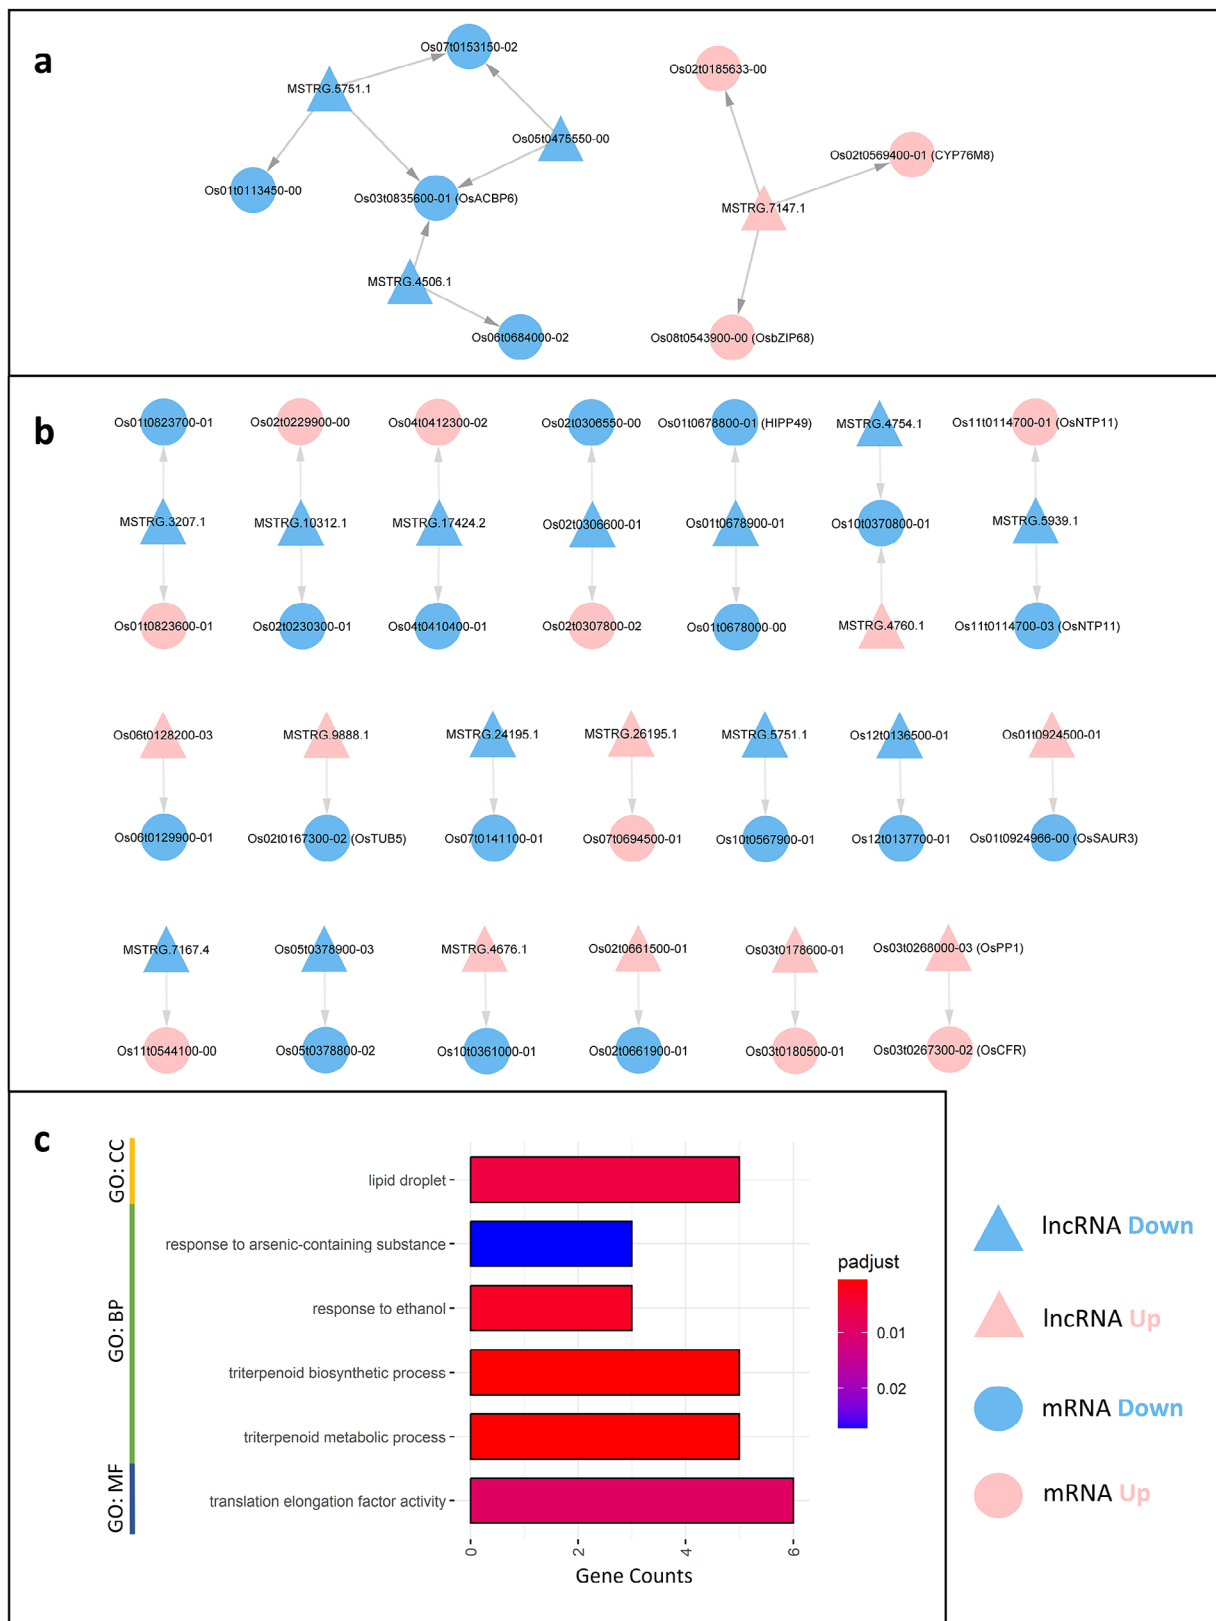 a
Os07t0153150-02
MSTRG.5751.1
Os05t0475550-00
Os01t0113450-00
Os03t0835600-01 (OsACBP6)
MSTRG.4506.1
Os06t0684000-02
Os02t0185633-00
Os02t0569400-01 (CYP76M8)
MSTRG.7147.1
Os08t0543900-00 (OsbZIP68)
b
Os01t0823700-01
Os02t0229900-00
Os04t0412300-02
Os02t0306550-00
Os01t0678800-01 (HIPP49)
MSTRG.4754.1
Os11t0114700-01 (OsNTP11)
MSTRG.3207.1
MSTRG.10312.1
MSTRG.17424.2
Os02t0306600-01
Os01t0678900-01
Os10t0370800-01
MSTRG.5939.1
Os01t0823600-01
Os02t0230300-01
Os04t0410400-01
Os02t0307800-02
Os01t0678000-00
MSTRG.4760.1
Os11t0114700-03 (OsNTP11)
Os06t0128200-03
MSTRG.9888.1
MSTRG.24195.1
MSTRG.26195.1
MSTRG.5751.1
Os12t0136500-01
Os01t0924500-01
Os06t0129900-01
Os02t0167300-02 (OsTUB5)
Os07t0141100-01
Os07t0694500-01
Os10t0567900-01
Os12t0137700-01
Os01t0924966-00 (OsSAUR3)
MSTRG.7167.4
Os05t0378900-03
MSTRG.4676.1
Os02t0661500-01
Os03t0178600-01
Os03t0268000-03 (OsPP1)
Os11t0544100-00
Os05t0378800-02
Os10t0361000-01
Os02t0661900-01
Os03t0180500-01
Os03t0267300-02 (OsCFR)
c
GO: CC
GO: BP
GO: MF
lipid droplet
response to arsenic-containing substance
response to ethanol
triterpenoid biosynthetic process
triterpenoid metabolic process
translation elongation factor activity
0
2
4
6
Gene Counts
padjust
0.01
0.02
lncRNA Down
lncRNA Up
mRNA Down
mRNA Up